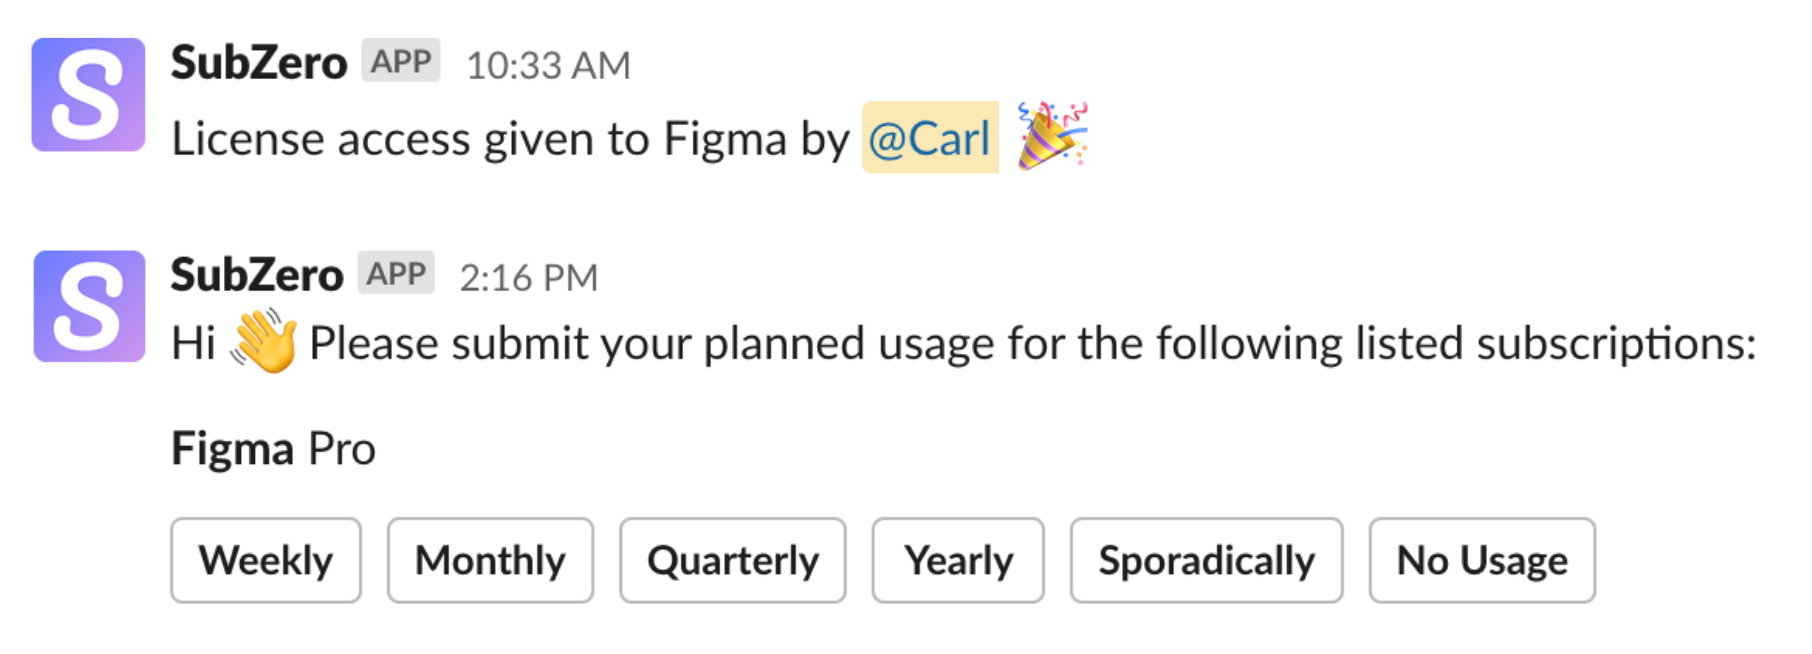 S
SubZero APP 10:33 AM
License access given to Figma by @Carl 🎉
S
SubZero APP 2:16 PM
Hi 👋 Please submit your planned usage for the following listed subscriptions:
Figma Pro
Weekly Monthly Quarterly Yearly Sporadically No Usage